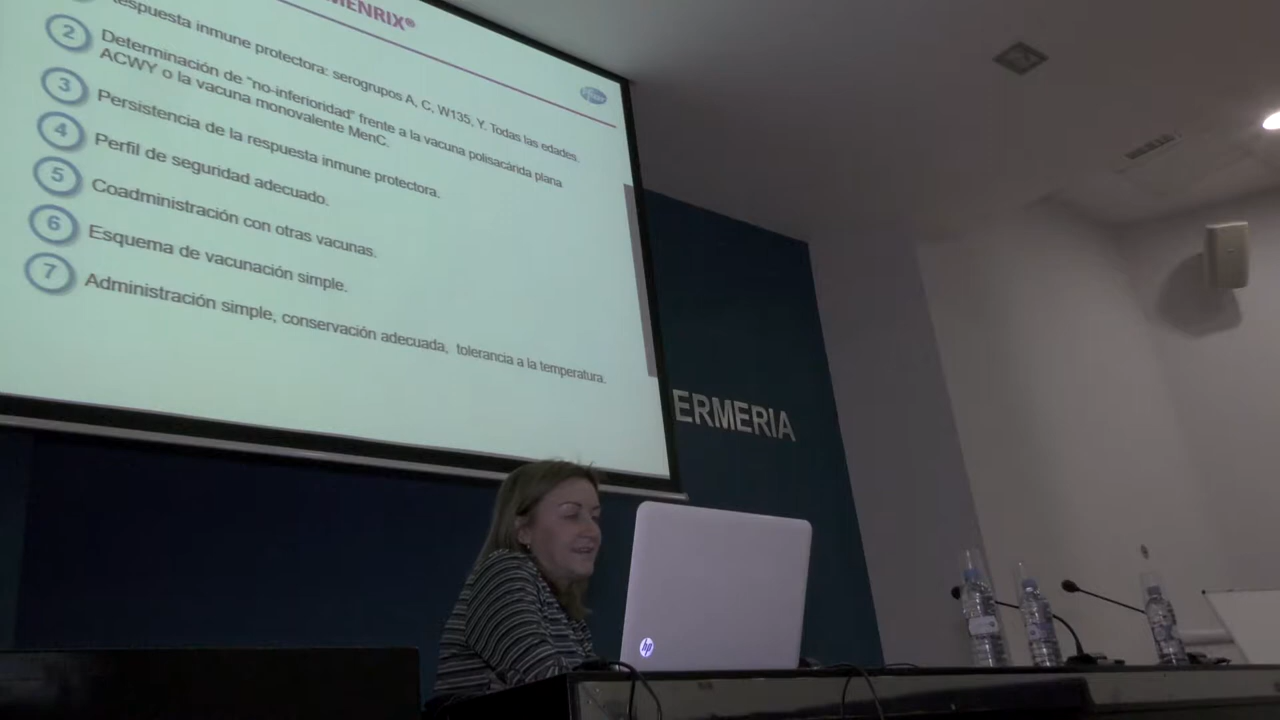 MENRIX®
espuesta inmune protectora: serogrupos A, C, W135, Y. Todas las edades.
Pfizer
2 Determinación de "no-inferioridad" frente a la vacuna polisacárida plana
ACWY o la vacuna monovalente MenC.
3 Persistencia de la respuesta inmune protectora.
4 Perfil de seguridad adecuado.
5 Coadministración con otras vacunas.
6 Esquema de vacunación simple.
7 Administración simple, conservación adecuada, tolerancia a la temperatura.
ERMERIA
hp